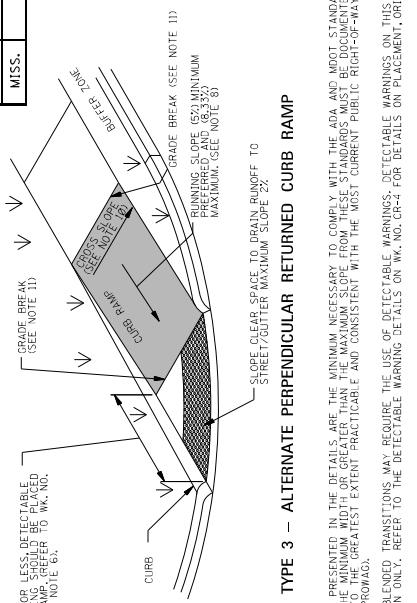 MISS.
OR LESS, DETECTABLE
ING SHOULD BE PLACED
AMP. (REFER TO WK. NO.
NOTE 6).
GRADE BREAK
(SEE NOTE 11)
BUFFER ZONE
CROSS SLOPE
(SEE NOTE 10)
CURB RAMP
GRADE BREAK (SEE NOTE 11)
RUNNING SLOPE (5%) MINIMUM
PREFERRED AND (8.33%)
MAXIMUM. (SEE NOTE 8)
CURB
SLOPE CLEAR SPACE TO DRAIN RUNOFF TO
STREET/GUTTER MAXIMUM SLOPE 2%
TYPE 3 – ALTERNATE PERPENDICULAR RETURNED CURB RAMP
PRESENTED IN THE DETAILS ARE THE MINIMUM NECESSARY TO COMPLY WITH THE ADA AND MDOT STANDA
HE MINIMUM WIDTH OR GREATER THAN THE MAXIMUM SLOPE FROM THESE STANDARDS MUST BE DOCUMENTE
TO THE GREATEST EXTENT PRACTICABLE AND CONSISTENT WITH THE MOST CURRENT PUBLIC RIGHT-OF-WAY
PROWAG).
BLENDED TRANSITIONS MAY REQUIRE THE USE OF DETECTABLE WARNINGS. DETECTABLE WARNINGS ON THIS
N ONLY. REFER TO THE DETECTABLE WARNING DETAILS ON WK. NO. CR-4 FOR DETAILS ON PLACEMENT, ORI